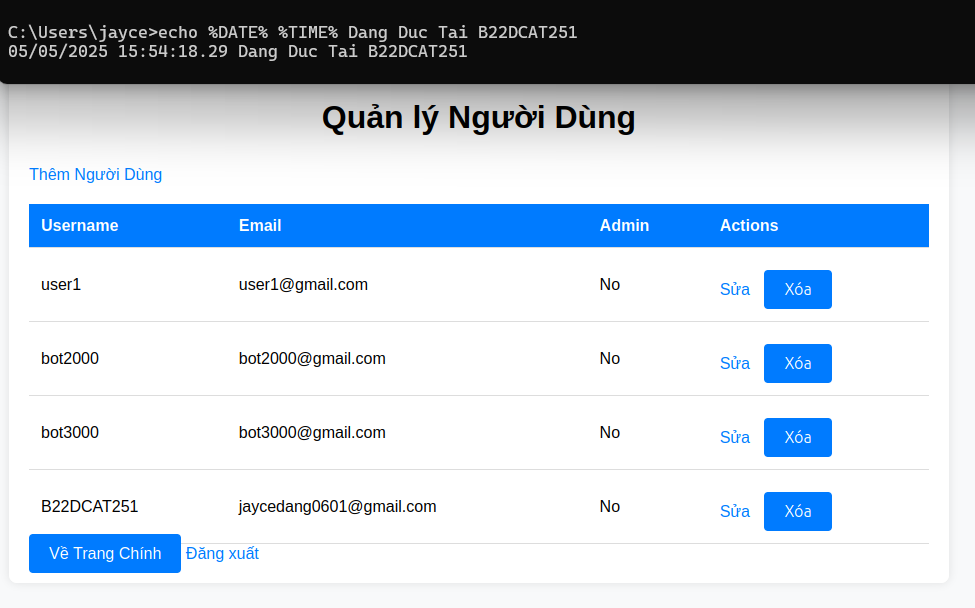 C:\Users\jayce>echo %DATE% %TIME% Dang Duc Tai B22DCAT251
05/05/2025 15:54:18.29 Dang Duc Tai B22DCAT251
Quản lý Người Dùng
Thêm Người Dùng
Username Email Admin Actions
user1 user1@gmail.com No Sửa Xóa
bot2000 bot2000@gmail.com No Sửa Xóa
bot3000 bot3000@gmail.com No Sửa Xóa
B22DCAT251 jaycedang0601@gmail.com No Sửa Xóa
Về Trang Chính Đăng xuất